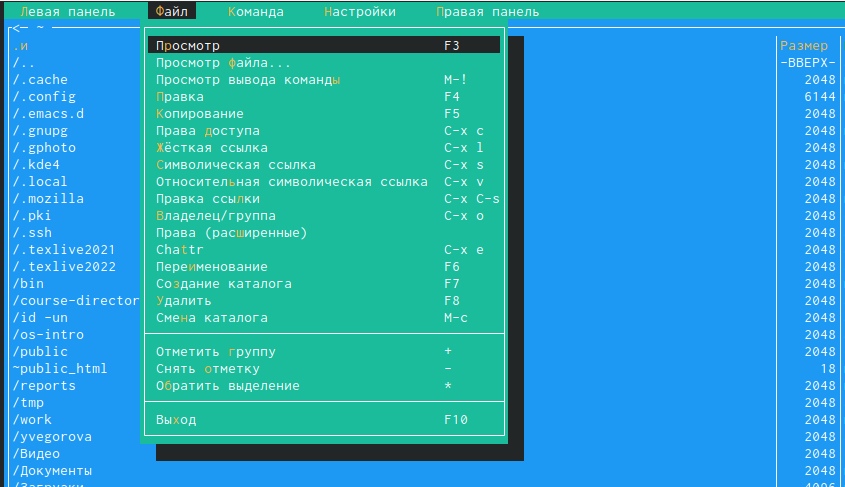 Левая панель Файл Команда Настройки Правая панель
<— ~
.и Размер
/.. -ВВЕРХ-
/.cache 2048
/.config 6144
/.emacs.d 2048
/.gnupg 2048
/.gphoto 2048
/.kde4 2048
/.local 2048
/.mozilla 2048
/.pki 2048
/.ssh 2048
/.texlive2021 2048
/.texlive2022 2048
/bin 2048
/course-director 2048
/id -un 2048
/os-intro 2048
/public 2048
~public_html 18
/reports 2048
/tmp 2048
/work 2048
/yvegorova 2048
/Видео 2048
/Документы 2048
/Загрузки 4096
Просмотр F3
Просмотр файла...
Просмотр вывода команды M-!
Правка F4
Копирование F5
Права доступа C-x c
Жёсткая ссылка C-x l
Символическая ссылка C-x s
Относительная символическая ссылка C-x v
Правка ссылки C-x C-s
Владелец/группа C-x o
Права (расширенные)
Chattr C-x e
Переименование F6
Создание каталога F7
Удалить F8
Смена каталога M-c
Отметить группу +
Снять отметку -
Обратить выделение *
Выход F10